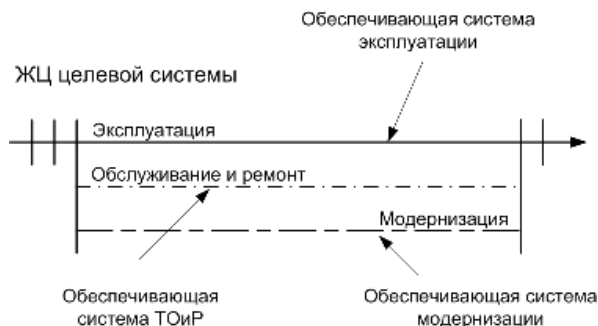 Обеспечивающая система
эксплуатации
ЖЦ целевой системы
Эксплуатация
Обслуживание и ремонт
Модернизация
Обеспечивающая
система ТОиР
Обеспечивающая система
модернизации